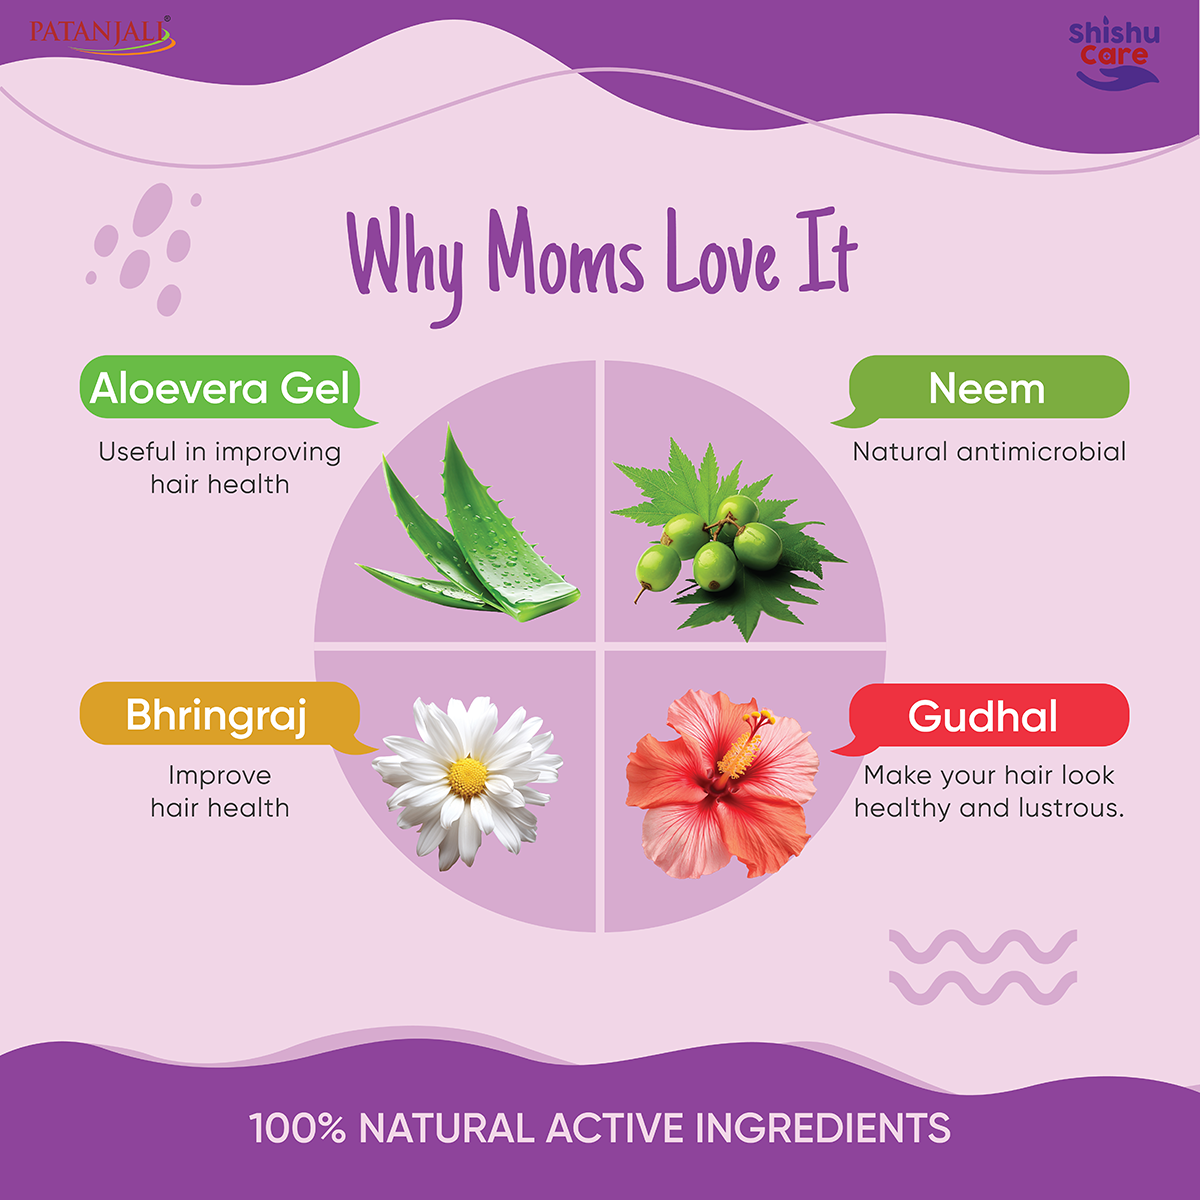 PATANJALI®
Shishu
Care
Why Moms Love It
Aloevera Gel
Useful in improving
hair health
Neem
Natural antimicrobial
Bhringraj
Improve
hair health
Gudhal
Make your hair look
healthy and lustrous.
100% NATURAL ACTIVE INGREDIENTS